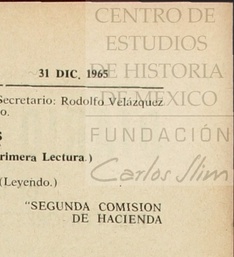 CENTRO DE
ESTUDIOS
DE HISTORIA
DE MEXICO
FUNDACIÓN
Carlos Slim
31 DIC. 1965
Secretario: Rodolfo Velázquez
o.
S
rimera Lectura.)
(Leyendo.)
"SEGUNDA COMISION
DE HACIENDA